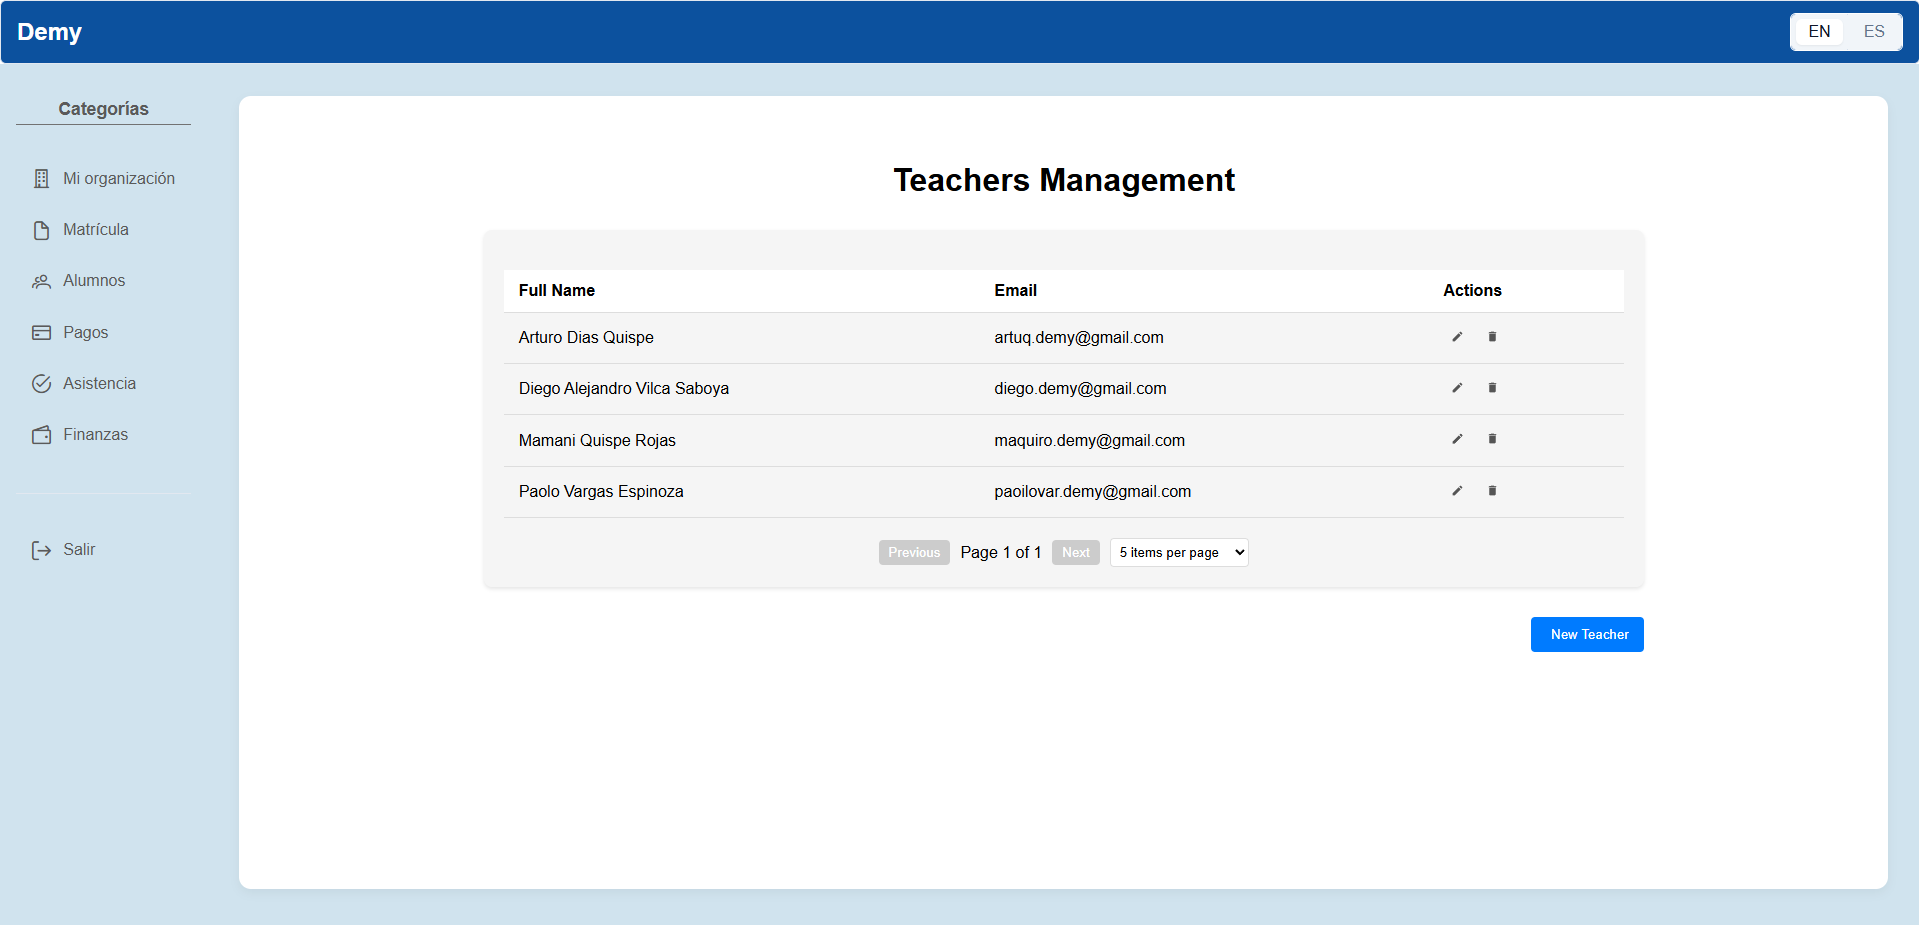 Demy
EN ES
Categorías
Mi organización
Matrícula
Alumnos
Pagos
Asistencia
Finanzas
Salir
Teachers Management
Full Name Email Actions
Arturo Dias Quispe artuq.demy@gmail.com
Diego Alejandro Vilca Saboya diego.demy@gmail.com
Mamani Quispe Rojas maquiro.demy@gmail.com
Paolo Vargas Espinoza paoilovar.demy@gmail.com
Previous Page 1 of 1 Next 5 items per page
New Teacher